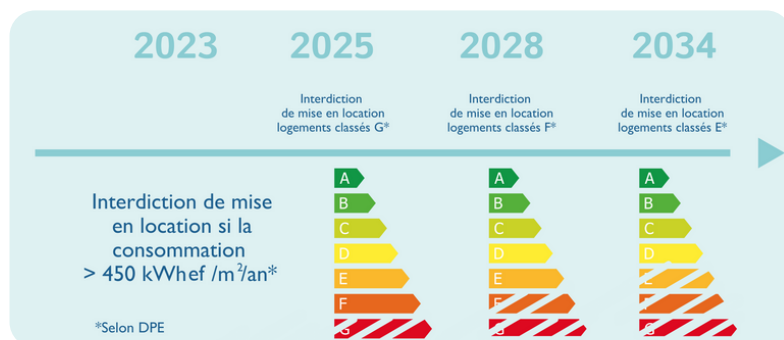 2023
2025
2028
2034
Interdiction
de mise en location
logements classés G*
Interdiction
de mise en location
logements classés F*
Interdiction
de mise en location
logements classés E*
Interdiction de mise
en location si la
consommation
> 450 kWhef /m²/an*
*Selon DPE
A
B
C
D
E
F
G
A
B
C
D
E
F
G
A
B
C
D
E
F
G